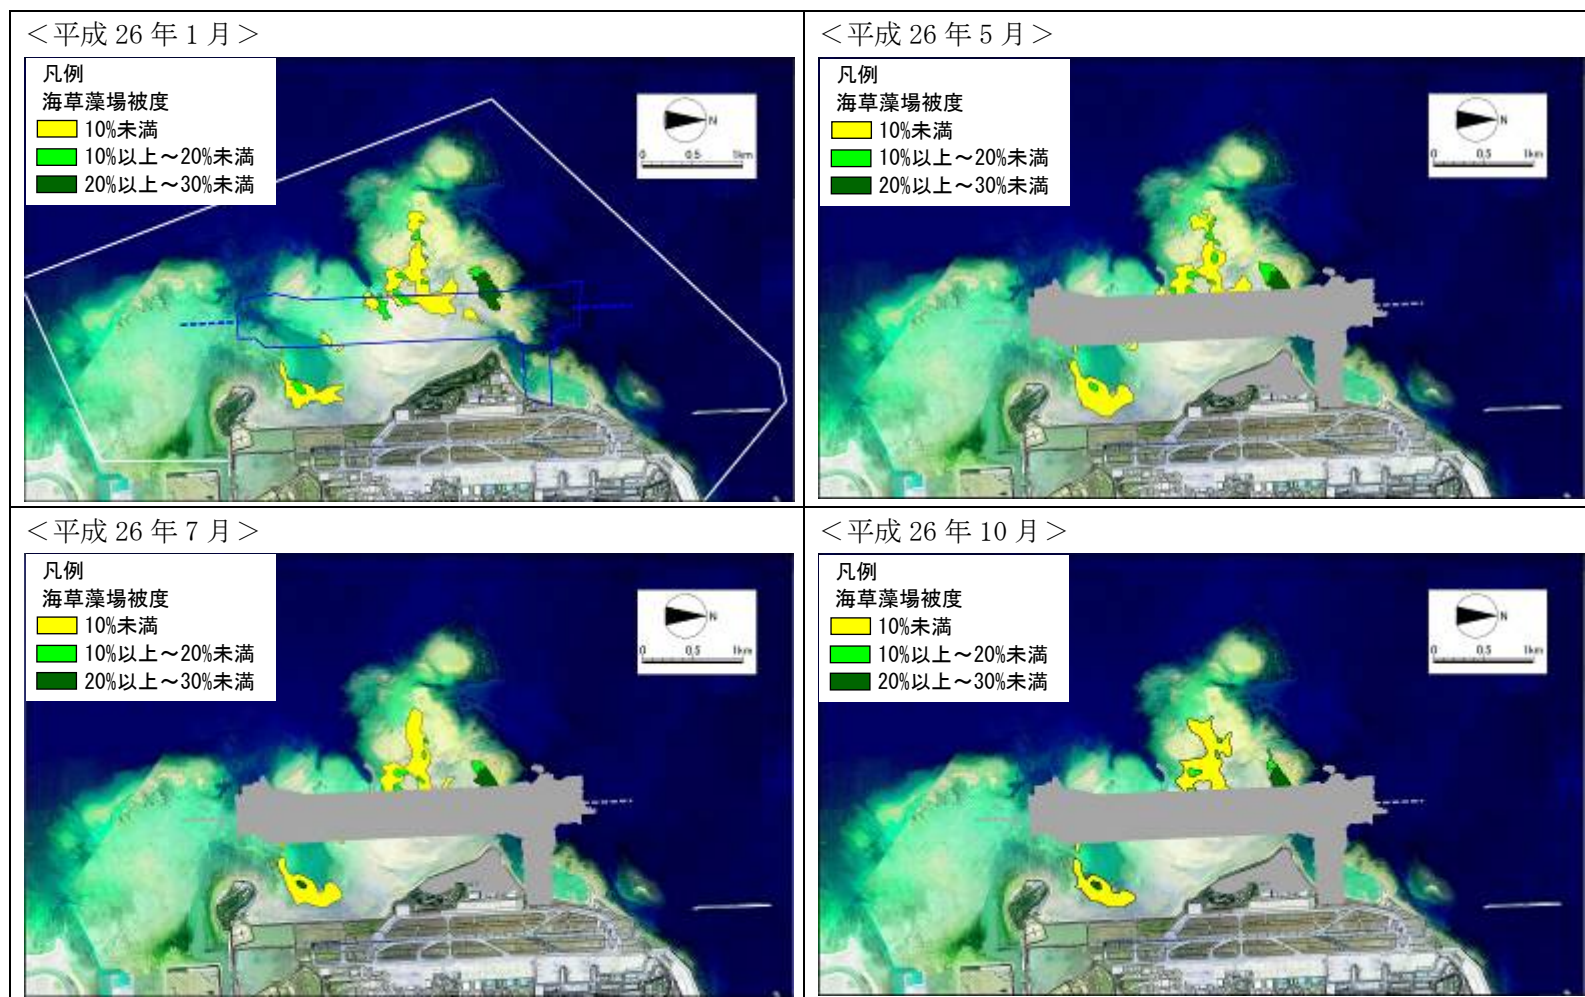 ＜平成 26 年 1 月＞
凡例
海草藻場被度
10%未満
10%以上～20%未満
20%以上～30%未満
N
0 0.5 1km
＜平成 26 年 5 月＞
凡例
海草藻場被度
10%未満
10%以上～20%未満
20%以上～30%未満
N
0 0.5 1km
＜平成 26 年 7 月＞
凡例
海草藻場被度
10%未満
10%以上～20%未満
20%以上～30%未満
N
0 0.5 1km
＜平成 26 年 10 月＞
凡例
海草藻場被度
10%未満
10%以上～20%未満
20%以上～30%未満
N
0 0.5 1km